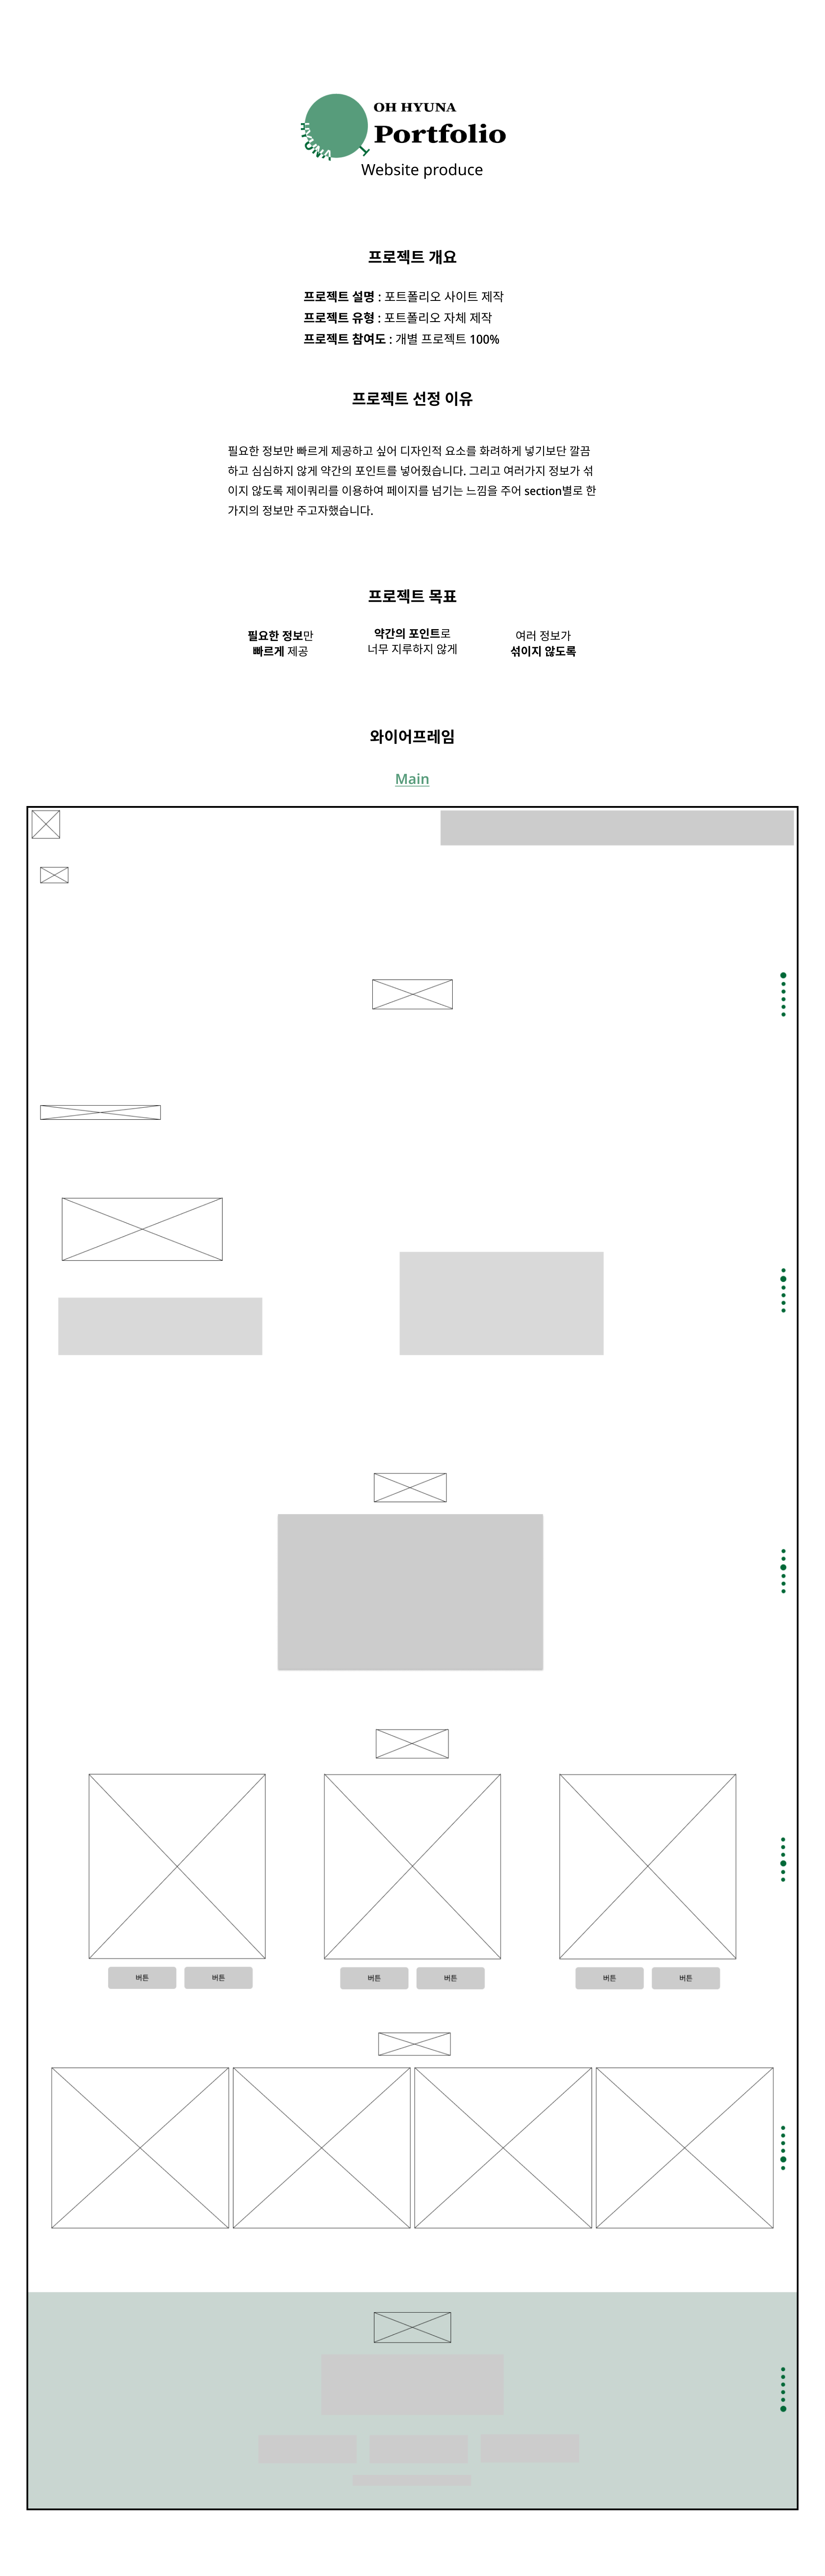 OH HYUNA
Portfolio
Website produce
프로젝트 개요
프로젝트 설명 : 포트폴리오 사이트 제작
프로젝트 유형 : 포트폴리오 자체 제작
프로젝트 참여도 : 개별 프로젝트 100%
프로젝트 선정 이유
필요한 정보만 빠르게 제공하고 싶어 디자인적 요소를 화려하게 넣기보단 깔끔
하고 심심하지 않게 약간의 포인트를 넣어줬습니다. 그리고 여러가지 정보가 섞
이지 않도록 제이쿼리를 이용하여 페이지를 넘기는 느낌을 주어 section별로 한
가지의 정보만 주고자했습니다.
프로젝트 목표
필요한 정보만
빠르게 제공
약간의 포인트로
너무 지루하지 않게
여러 정보가
섞이지 않도록
와이어프레임
Main
버튼
버튼
버튼
버튼
버튼
버튼